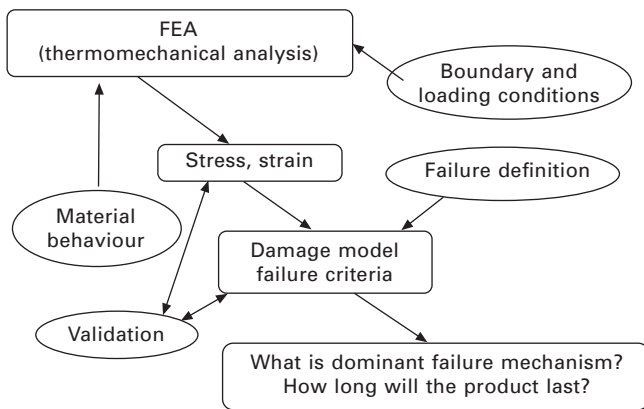 FEA
(thermomechanical analysis)
Boundary and
loading conditions
Stress, strain
Failure definition
Material
behaviour
Damage model
failure criteria
Validation
What is dominant failure mechanism?
How long will the product last?